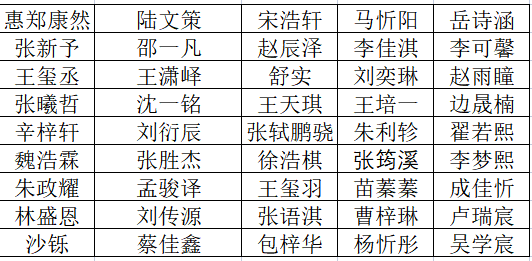 惠郑康然 陆文策 宋浩轩 马忻阳 岳诗涵
张新予 邵一凡 赵辰泽 李佳淇 李可馨
王玺丞 王潇峄 舒实 刘奕琳 赵雨瞳
张曦哲 沈一铭 王天琪 王培一 边晟楠
辛梓轩 刘衍辰 张轼鹏骁 朱利轸 翟若熙
魏浩霖 张胜杰 徐浩棋 张筠溪 李梦熙
朱政耀 孟骏译 王玺羽 苗蓁蓁 成佳忻
林盛恩 刘传源 张语淇 曹梓琳 卢瑞宸
沙铄 蔡佳鑫 包梓华 杨忻彤 吴学宸